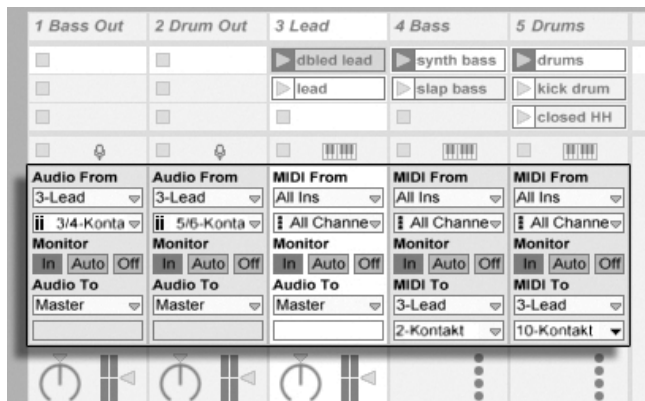 1 Bass Out 2 Drum Out 3 Lead 4 Bass 5 Drums
dbled lead synth bass drums
lead slap bass kick drum
closed HH
Audio From Audio From MIDI From MIDI From MIDI From
3-Lead 3-Lead All Ins All Ins All Ins
3/4-Konta 5/6-Konta All Channe All Channe All Channe
Monitor Monitor Monitor Monitor Monitor
In Auto Off In Auto Off In Auto Off In Auto Off In Auto Off
Audio To Audio To Audio To MIDI To MIDI To
Master Master Master 3-Lead 3-Lead
2-Kontakt 10-Kontakt